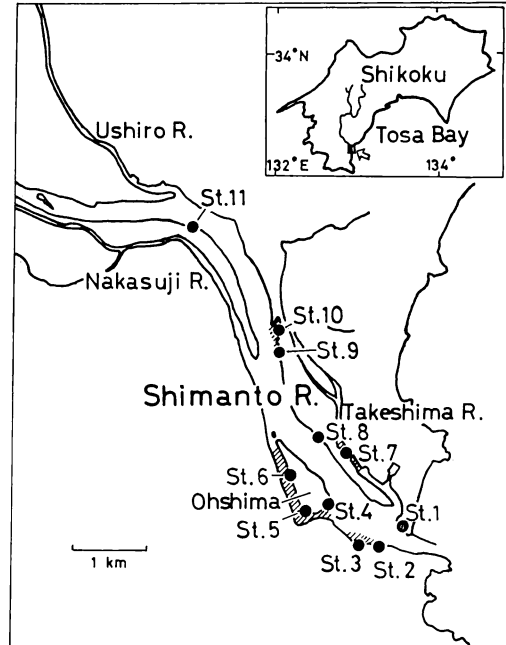 34°N
Shikoku
Tosa Bay
132°E
134°
Ushiro R.
St.11
Nakasuji R.
St.10
St.9
Shimanto R.
Takeshima R.
St.8
St.7
St.6
Ohshima
St.4
St.5
St.1
St.3
St.2
1 km